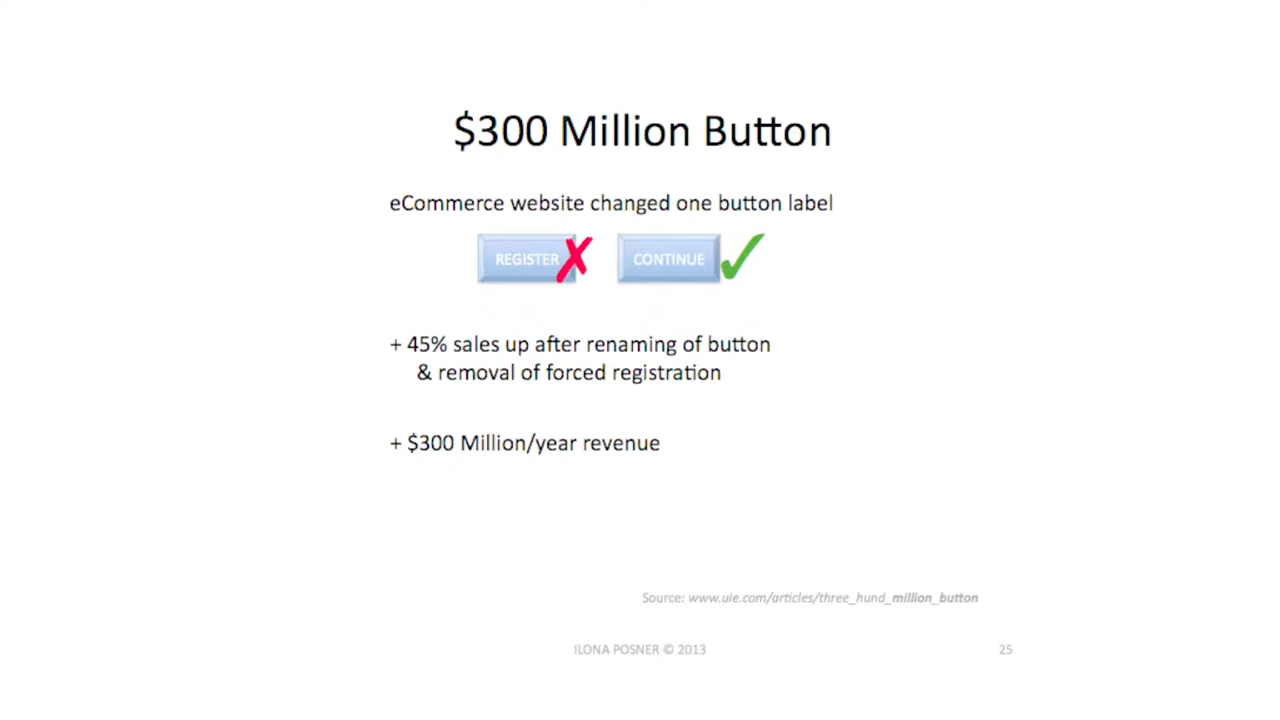 $300 Million Button
eCommerce website changed one button label
REGISTER CONTINUE
+ 45% sales up after renaming of button
& removal of forced registration
+ $300 Million/year revenue
Source: www.uie.com/articles/three_hund_million_button
ILONA POSNER © 2013 25